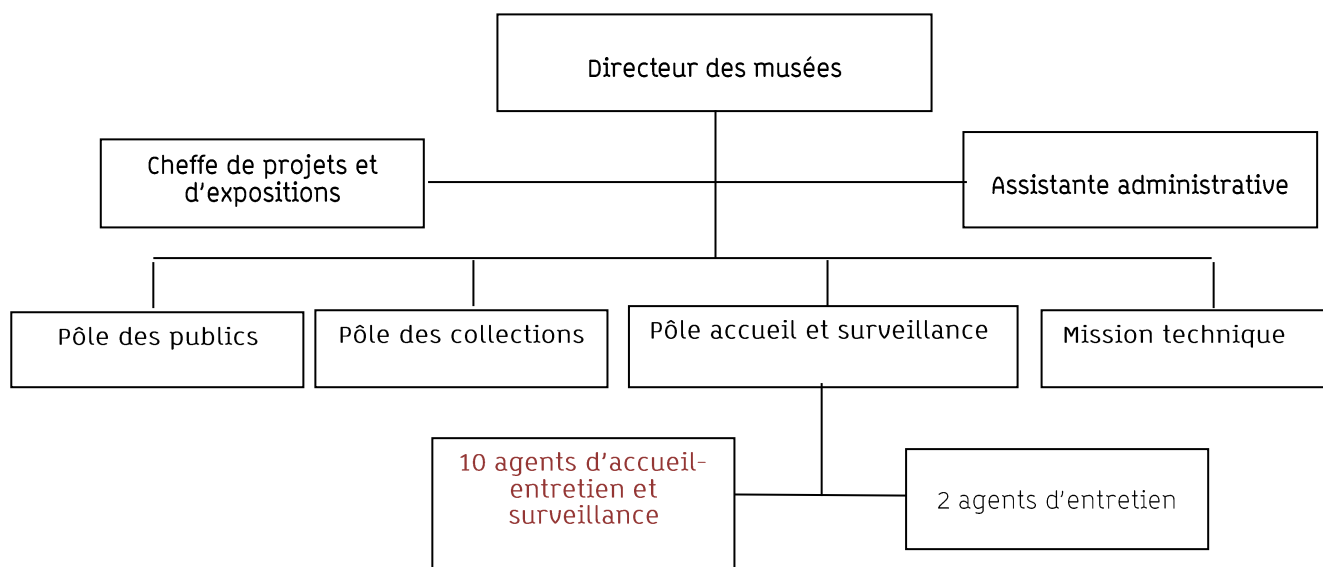 Directeur des musées
Cheffe de projets et
d'expositions
Assistante administrative
Pôle des publics
Pôle des collections
Pôle accueil et surveillance
Mission technique
10 agents d'accueil-
entretien et
surveillance
2 agents d'entretien